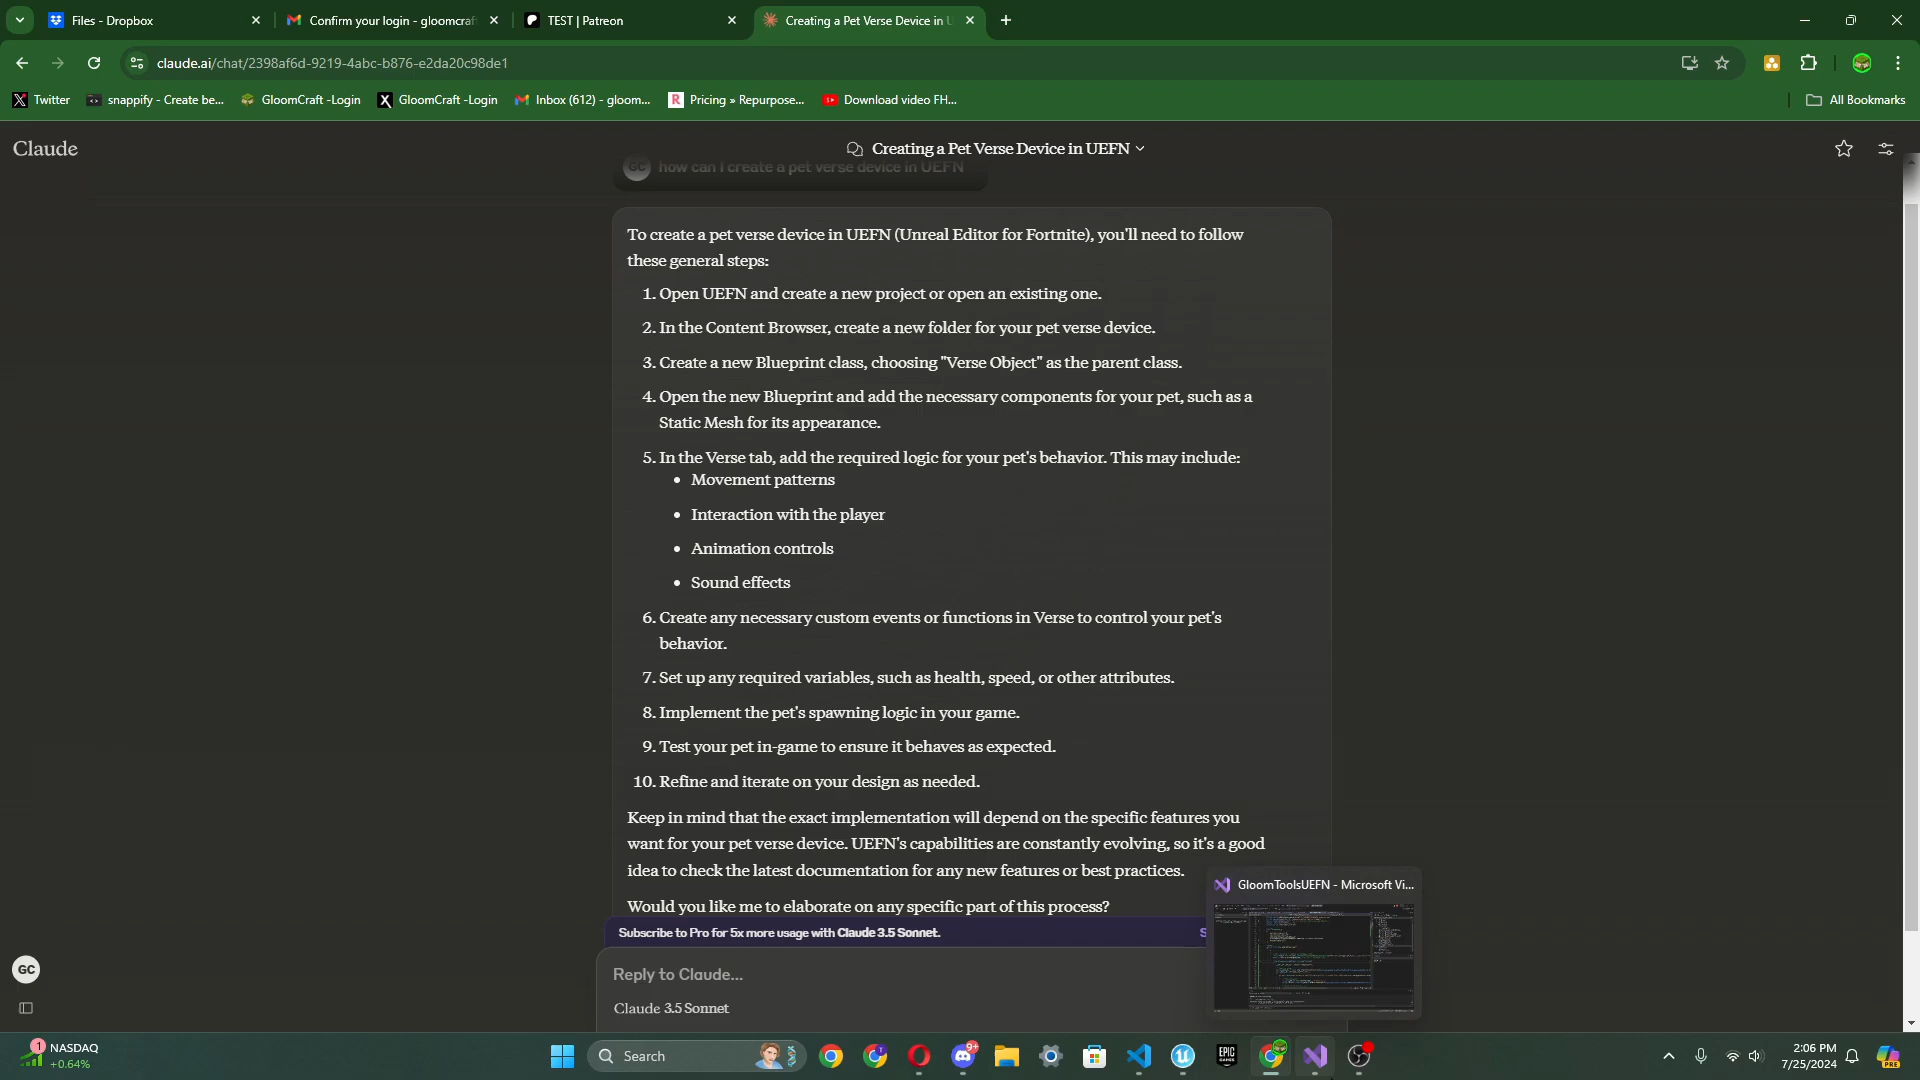 Files - Dropbox
Confirm your login - gloomcraf
TEST | Patreon
Creating a Pet Verse Device in U
claude.ai/chat/2398af6d-9219-4abc-b876-e2da20c98de1
Twitter
snappify - Create be...
GloomCraft -Login
GloomCraft -Login
Inbox (612) - gloom...
Pricing » Repurpose...
Download video FH...
All Bookmarks
Claude
Creating a Pet Verse Device in UEFN
GC how can I create a pet verse device in UEFN
To create a pet verse device in UEFN (Unreal Editor for Fortnite), you'll need to follow
these general steps:
1. Open UEFN and create a new project or open an existing one.
2. In the Content Browser, create a new folder for your pet verse device.
3. Create a new Blueprint class, choosing "Verse Object" as the parent class.
4. Open the new Blueprint and add the necessary components for your pet, such as a
Static Mesh for its appearance.
5. In the Verse tab, add the required logic for your pet's behavior. This may include:
• Movement patterns
• Interaction with the player
• Animation controls
• Sound effects
6. Create any necessary custom events or functions in Verse to control your pet's
behavior.
7. Set up any required variables, such as health, speed, or other attributes.
8. Implement the pet's spawning logic in your game.
9. Test your pet in-game to ensure it behaves as expected.
10. Refine and iterate on your design as needed.
Keep in mind that the exact implementation will depend on the specific features you
want for your pet verse device. UEFN's capabilities are constantly evolving, so it's a good
idea to check the latest documentation for any new features or best practices.
GloomToolsUEFN - Microsoft Vi...
Would you like me to elaborate on any specific part of this process?
Subscribe to Pro for 5x more usage with Claude 3.5 Sonnet.
S
GC
Reply to Claude...
Claude 3.5 Sonnet
1
NASDAQ
+0.64%
Search
9+
EPIC
GAMES
2:06 PM
7/25/2024
PRE